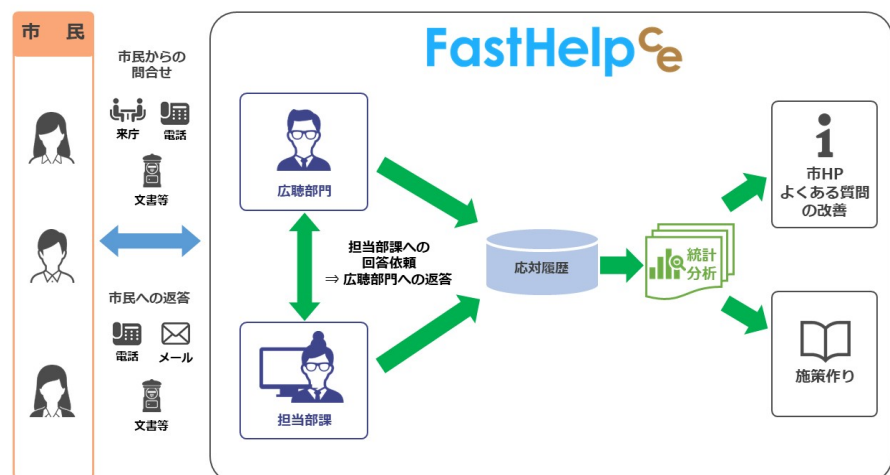 市　民
市民からの
問合せ
来庁
電話
文書等
市民への返答
電話
メール
文書等
FastHelpCe
広聴部門
担当部課への
回答依頼
⇒ 広聴部門への返答
担当部課
応対履歴
統計
分析
市HP
よくある質問
の改善
施策作り